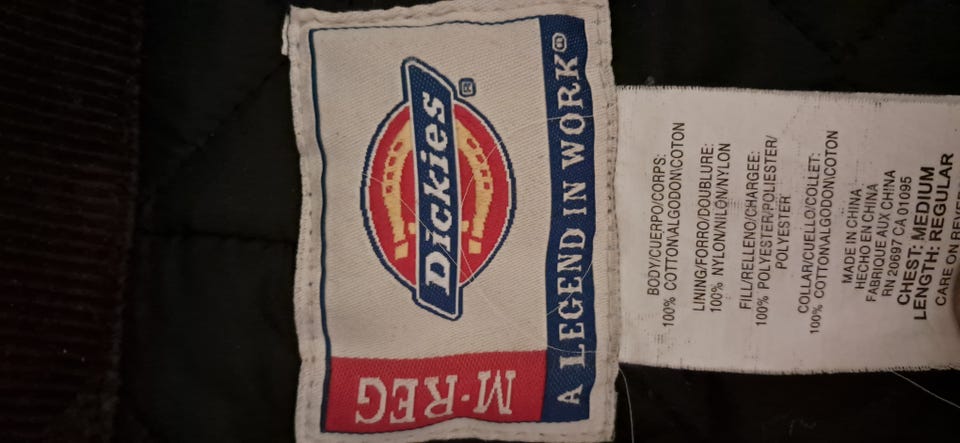 Dickies®
A LEGEND IN WORK®
M-REG
BODY/CUERPO/CORPS:
100% COTTON\ALGODON\COTON
LINING/FORRO/DOUBLURE:
100% NYLON/NILON/NYLON
FILL/RELLENO/CHARGEE:
100% POLYESTER/POLIESTER/
POLYESTER
COLLAR/CUELLO/COLLET:
100% COTTON\ALGODON\COTON
MADE IN CHINA
HECHO EN CHINA
FABRIQUE AUX CHINA
RN 20697 CA 01095
CHEST: MEDIUM
LENGTH: REGULAR
CARE ON